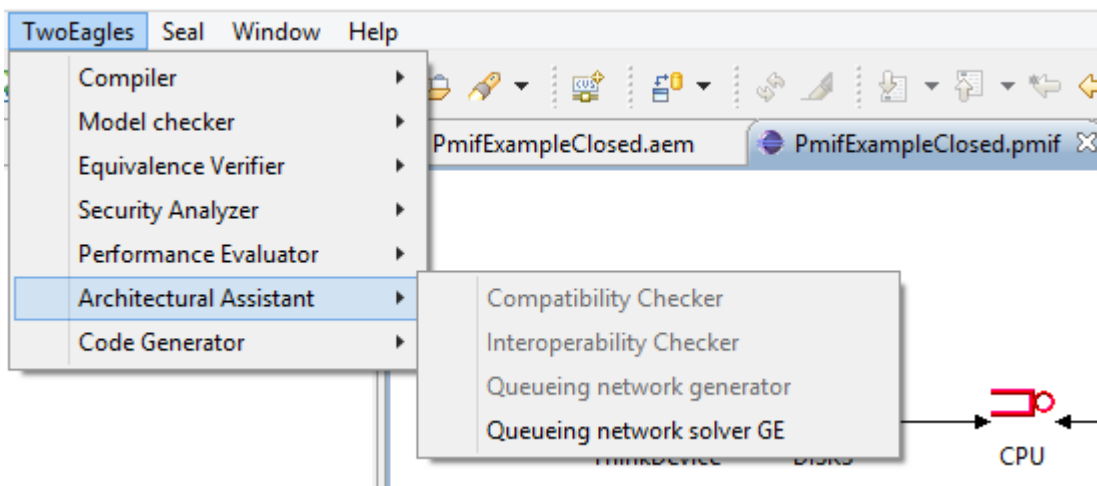 TwoEagles Seal Window Help
Compiler
Model checker
Equivalence Verifier
Security Analyzer
Performance Evaluator
Architectural Assistant
Code Generator
PmifExampleClosed.aem PmifExampleClosed.pmif
Compatibility Checker
Interoperability Checker
Queueing network generator
Queueing network solver GE
CPU